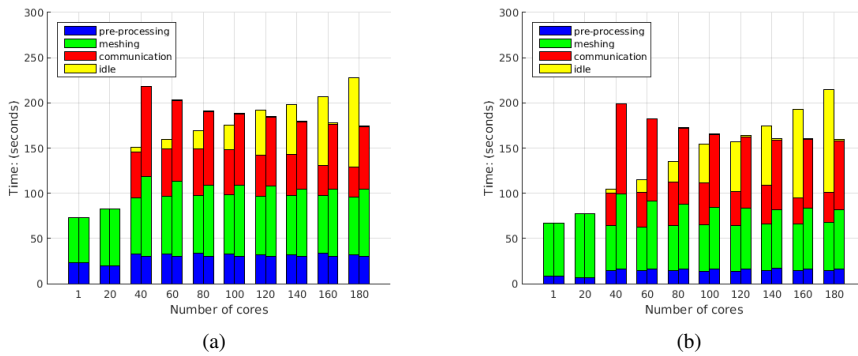 300
250
200
150
100
50
0
Time: (seconds)
pre-processing
meshing
communication
idle
1 20 40 60 80 100 120 140 160 180
Number of cores
(a)
300
250
200
150
100
50
0
Time: (seconds)
pre-processing
meshing
communication
idle
1 20 40 60 80 100 120 140 160 180
Number of cores
(b)